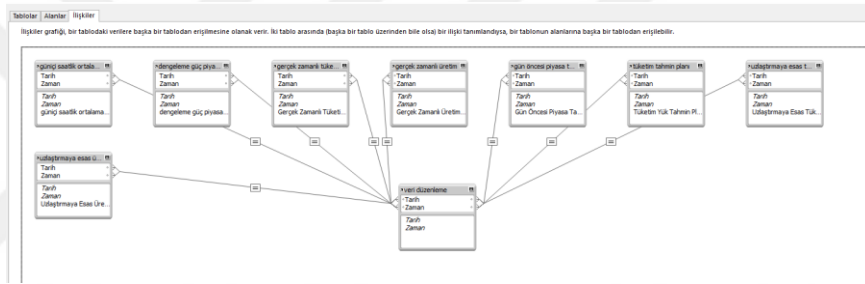 Tablolar Alanlar İlişkiler
İlişkiler grafiği, bir tablodaki verilere başka bir tablodan erişilmesine olanak verir. İki tablo arasında (başka bir tablo üzerinden bile olsa) bir ilişki tanımlandıysa, bir tablonun alanlarına başka bir tablodan erişilebilir.
güniçi saatlik ortala...
Tarih
Zaman
Tarih
Zaman
güniçi saatlik ortalama...
dengeleme güç piya...
Tarih
Zaman
Tarih
Zaman
dengeleme güç piyasa...
gerçek zamanlı tüke...
Tarih
Zaman
Tarih
Zaman
Gerçek Zamanlı Tüketi...
gerçek zamanlı üretim
Tarih
Zaman
Tarih
Zaman
Gerçek Zamanlı Üretim...
gün öncesi piyasa t...
Tarih
Zaman
Tarih
Zaman
Gün Öncesi Piyasa Ta...
tüketim tahmin planı
Tarih
Zaman
Tarih
Zaman
Tüketim Yük Tahmin Pl...
uzlaştırmaya esas t...
Tarih
Zaman
Tarih
Zaman
Uzlaştırmaya Esas Tük...
uzlaştırmaya esas ü...
Tarih
Zaman
Tarih
Zaman
Uzlaştırmaya Esas Üre...
veri düzenleme
Tarih
Zaman
Tarih
Zaman